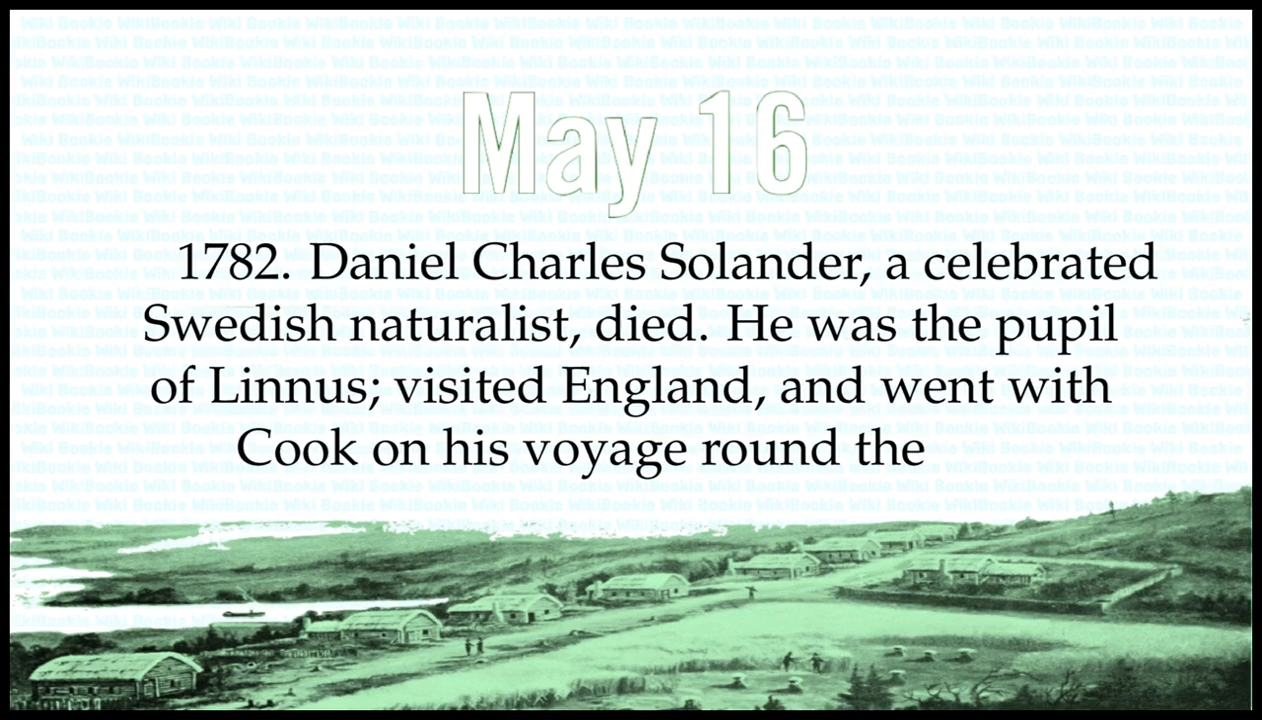 May 16
1782. Daniel Charles Solander, a celebrated
Swedish naturalist, died. He was the pupil
of Linnus; visited England, and went with
Cook on his voyage round the